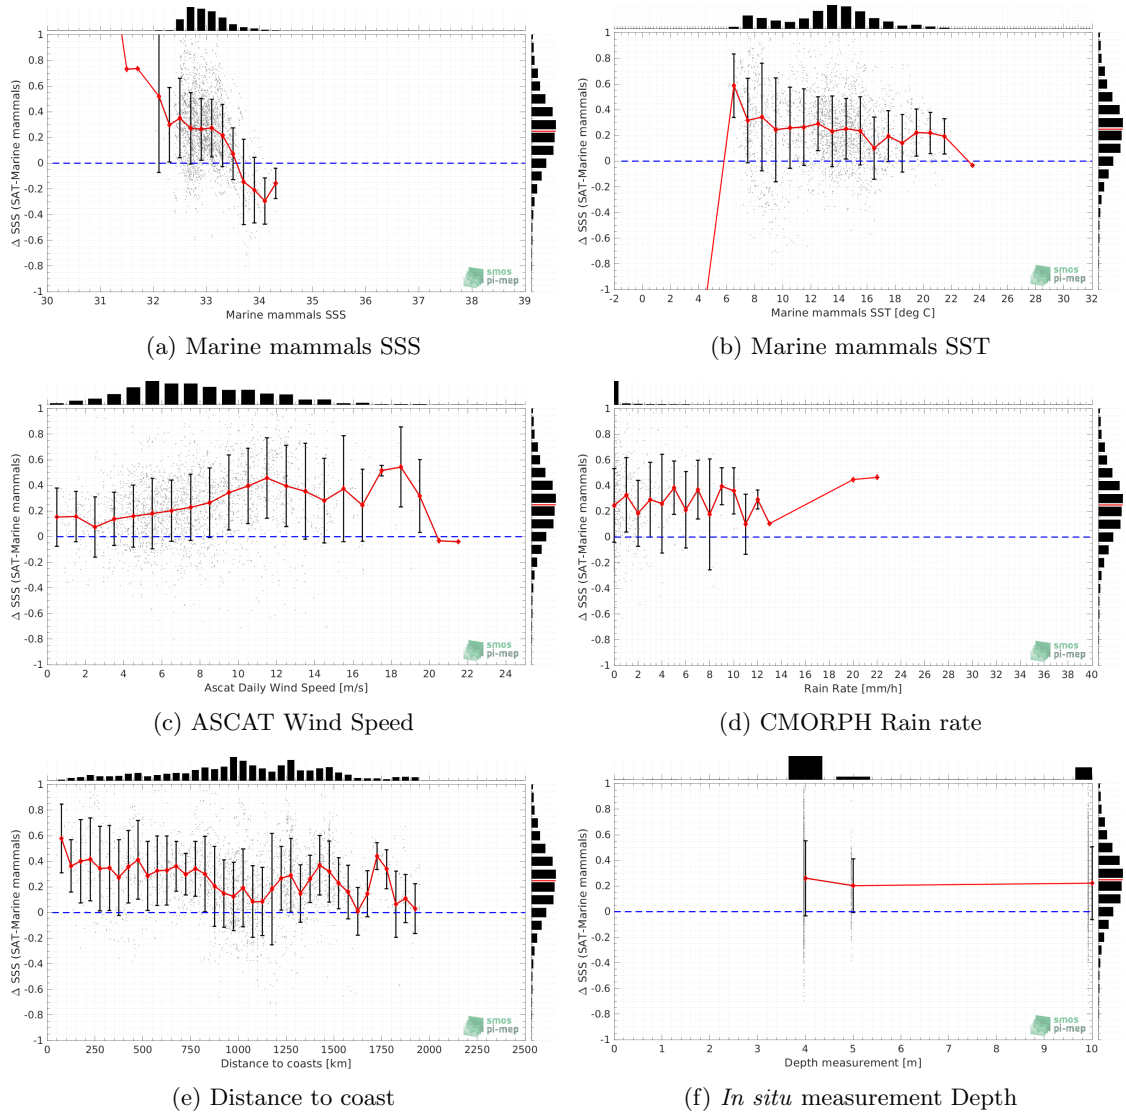 1
0.8
0.6
0.4
0.2
0
-0.2
-0.4
-0.6
-0.8
-1
Δ SSS (SAT-Marine mammals)
30 31 32 33 34 35 36 37 38 39
Marine mammals SSS
smos
pi-mep
(a) Marine mammals SSS
1
0.8
0.6
0.4
0.2
0
-0.2
-0.4
-0.6
-0.8
-1
Δ SSS (SAT-Marine mammals)
-2 0 2 4 6 8 10 12 14 16 18 20 22 24 26 28 30 32
Marine mammals SST [deg C]
smos
pi-mep
(b) Marine mammals SST
1
0.8
0.6
0.4
0.2
0
-0.2
-0.4
-0.6
-0.8
-1
Δ SSS (SAT-Marine mammals)
0 2 4 6 8 10 12 14 16 18 20 22 24
Ascat Daily Wind Speed [m/s]
smos
pi-mep
(c) ASCAT Wind Speed
1
0.8
0.6
0.4
0.2
0
-0.2
-0.4
-0.6
-0.8
-1
Δ SSS (SAT-Marine mammals)
0 2 4 6 8 10 12 14 16 18 20 22 24 26 28 30 32 34 36 38 40
Rain Rate [mm/h]
smos
pi-mep
(d) CMORPH Rain rate
1
0.8
0.6
0.4
0.2
0
-0.2
-0.4
-0.6
-0.8
-1
Δ SSS (SAT-Marine mammals)
0 250 500 750 1000 1250 1500 1750 2000 2250 2500
Distance to coasts [km]
smos
pi-mep
(e) Distance to coast
1
0.8
0.6
0.4
0.2
0
-0.2
-0.4
-0.6
-0.8
-1
Δ SSS (SAT-Marine mammals)
0 1 2 3 4 5 6 7 8 9 10
Depth measurement [m]
smos
pi-mep
(f) In situ measurement Depth